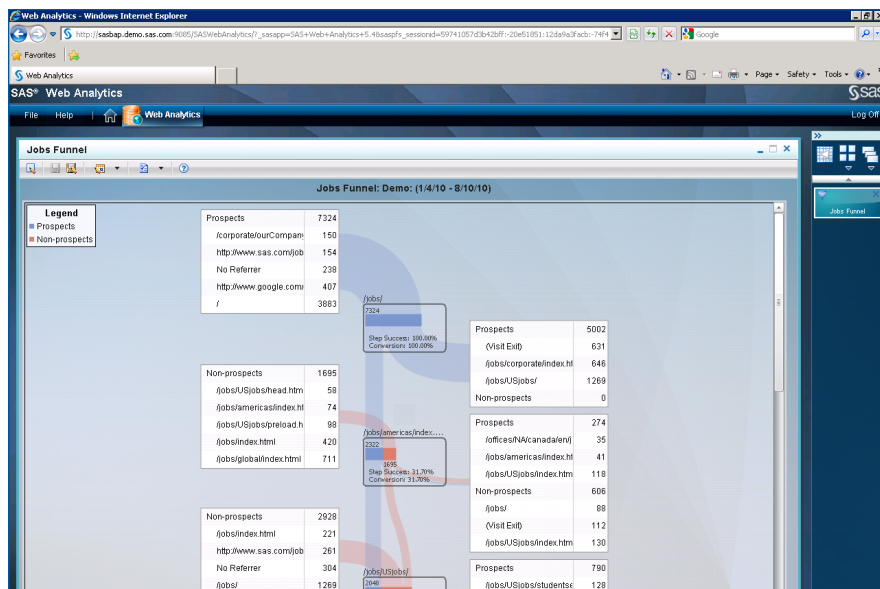 Web Analytics - Windows Internet Explorer
http://sasbap.demo.sas.com:9085/SASWebAnalytics/?_sasapp=SAS+Web+Analytics+5.4&saspfs_sessionid=59741057d3b42bff:-20e51851:12da9a3facb:-74f4
Google
Favorites
Web Analytics
Page Safety Tools
SAS® Web Analytics
sas
File Help Web Analytics
Log Off
Jobs Funnel
Jobs Funnel: Demo: (1/4/10 - 8/10/10)
Jobs Funnel
Legend
Prospects
Non-prospects
Prospects 7324
/corporate/ourCompany
150
http://www.sas.com/job 154
No Referrer 238
http://www.google.com/ 407
/ 3883
/jobs/
7324
Step Success: 100.00%
Conversion: 100.00%
Prospects 5002
(Visit Exit) 631
/jobs/corporate/index.ht 646
/jobs/USjobs/ 1269
Non-prospects 0
Non-prospects 1695
/jobs/USjobs/head.htm 58
/jobs/americas/index.ht 74
/jobs/USjobs/preload.h 98
/jobs/index.html 420
/jobs/global/index.html 711
/jobs/americas/index....
2322
1695
Step Success: 31.70%
Conversion: 31.70%
Prospects 274
/offices/NA/canada/en/j 35
/jobs/americas/index.ht 41
/jobs/USjobs/index.htm 118
Non-prospects 606
/jobs/ 88
(Visit Exit) 112
/jobs/USjobs/index.htm 130
Non-prospects 2928
/jobs/index.html 221
http://www.sas.com/job 261
No Referrer 304
/jobs/ 1269
/jobs/USjobs/
2048
Prospects 790
/jobs/USjobs/studentse 128